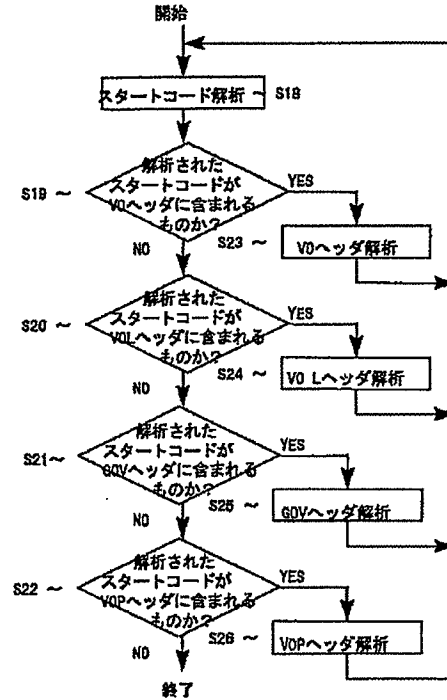 開始
スタートコード解析 ~ S18
解析された
スタートコードが
VOヘッダに含まれる
ものか?
S19 ~
YES
NO
S23 ~
VOヘッダ解析
解析された
スタートコードが
VOLヘッダに含まれる
ものか?
S20 ~
YES
NO
S24 ~
VO Lヘッダ解析
解析された
スタートコードが
GOVヘッダに含まれる
ものか?
S21 ~
YES
NO
S25 ~
GOVヘッダ解析
解析された
スタートコードが
VOPヘッダに含まれる
ものか?
S22 ~
YES
NO
S26 ~
VOPヘッダ解析
終了